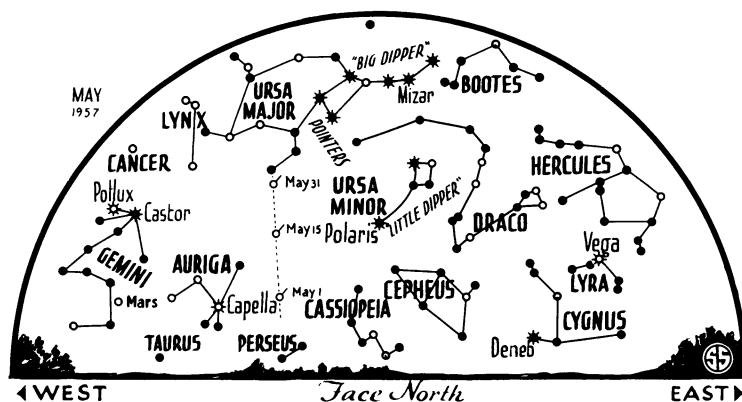 "BIG DIPPER"
BOOTES
Mizar
MAY
1957
URSA
MAJOR
LYNX
POINTERS
CANCER
HERCULES
May 31
URSA
MINOR
Pollux
Castor
"LITTLE DIPPER"
DRACO
May 15
Polaris
Vega
GEMINI
AURIGA
LYRA
Mars
Capella
May 1
CASSIOPEIA
CEPHEUS
CYGNUS
TAURUS
PERSEUS
Deneb
SS
WEST
Face North
EAST